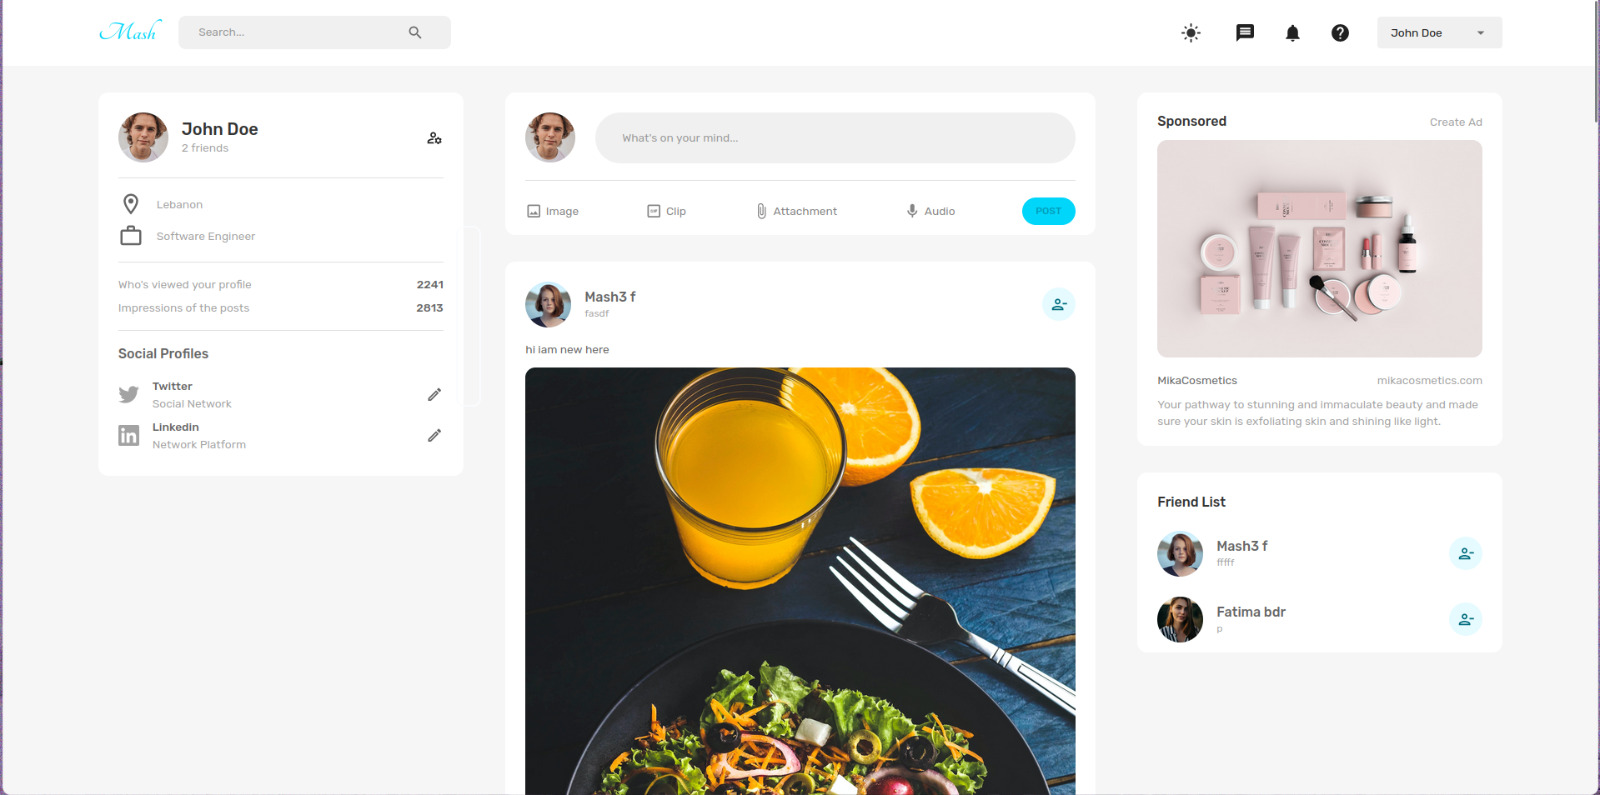 Mash
Search...
John Doe
John Doe
2 friends
Lebanon
Software Engineer
Who's viewed your profile 2241
Impressions of the posts 2813
Social Profiles
Twitter
Social Network
Linkedin
Network Platform
What's on your mind...
Image Clip Attachment Audio POST
Mash3 f
fasdf
hi iam new here
Sponsored Create Ad
MikaCosmetics mikacosmetics.com
Your pathway to stunning and immaculate beauty and made
sure your skin is exfoliating skin and shining like light.
Friend List
Mash3 f
fffff
Fatima bdr
p